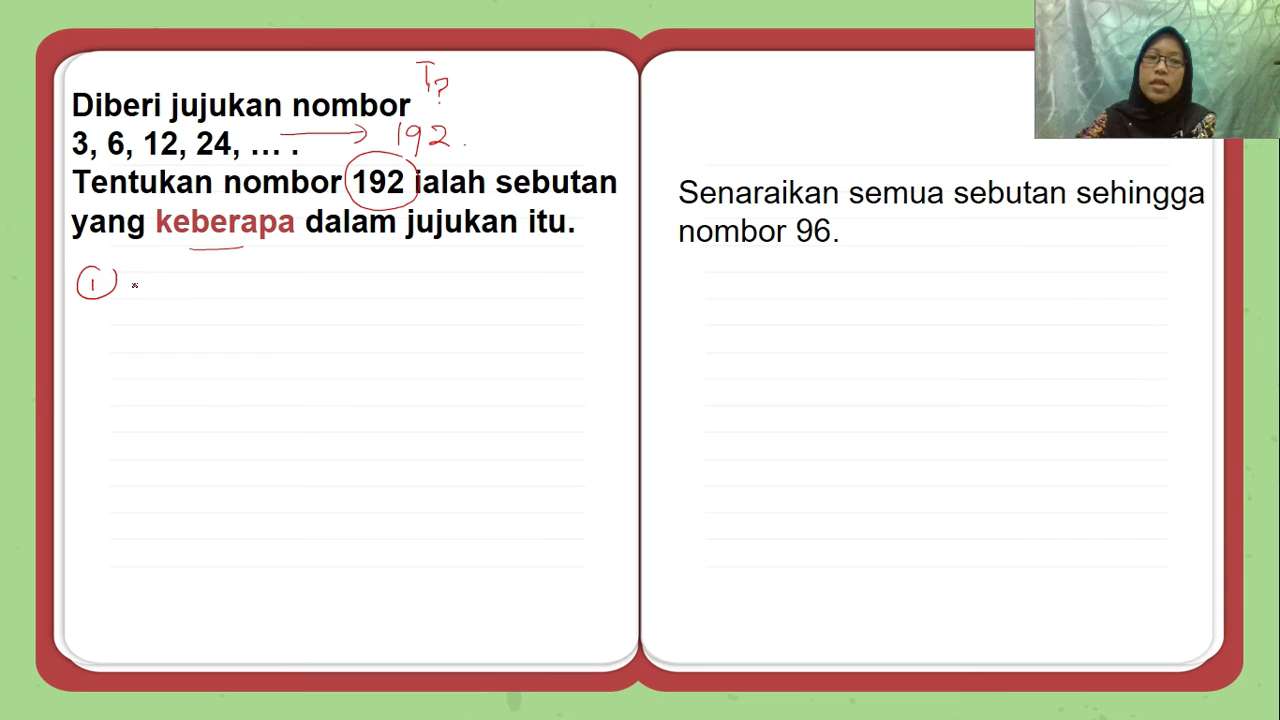 T?
Diberi jujukan nombor
3, 6, 12, 24, ... . → 192.
Tentukan nombor 192 ialah sebutan
yang keberapa dalam jujukan itu.
1
Senaraikan semua sebutan sehingga
nombor 96.